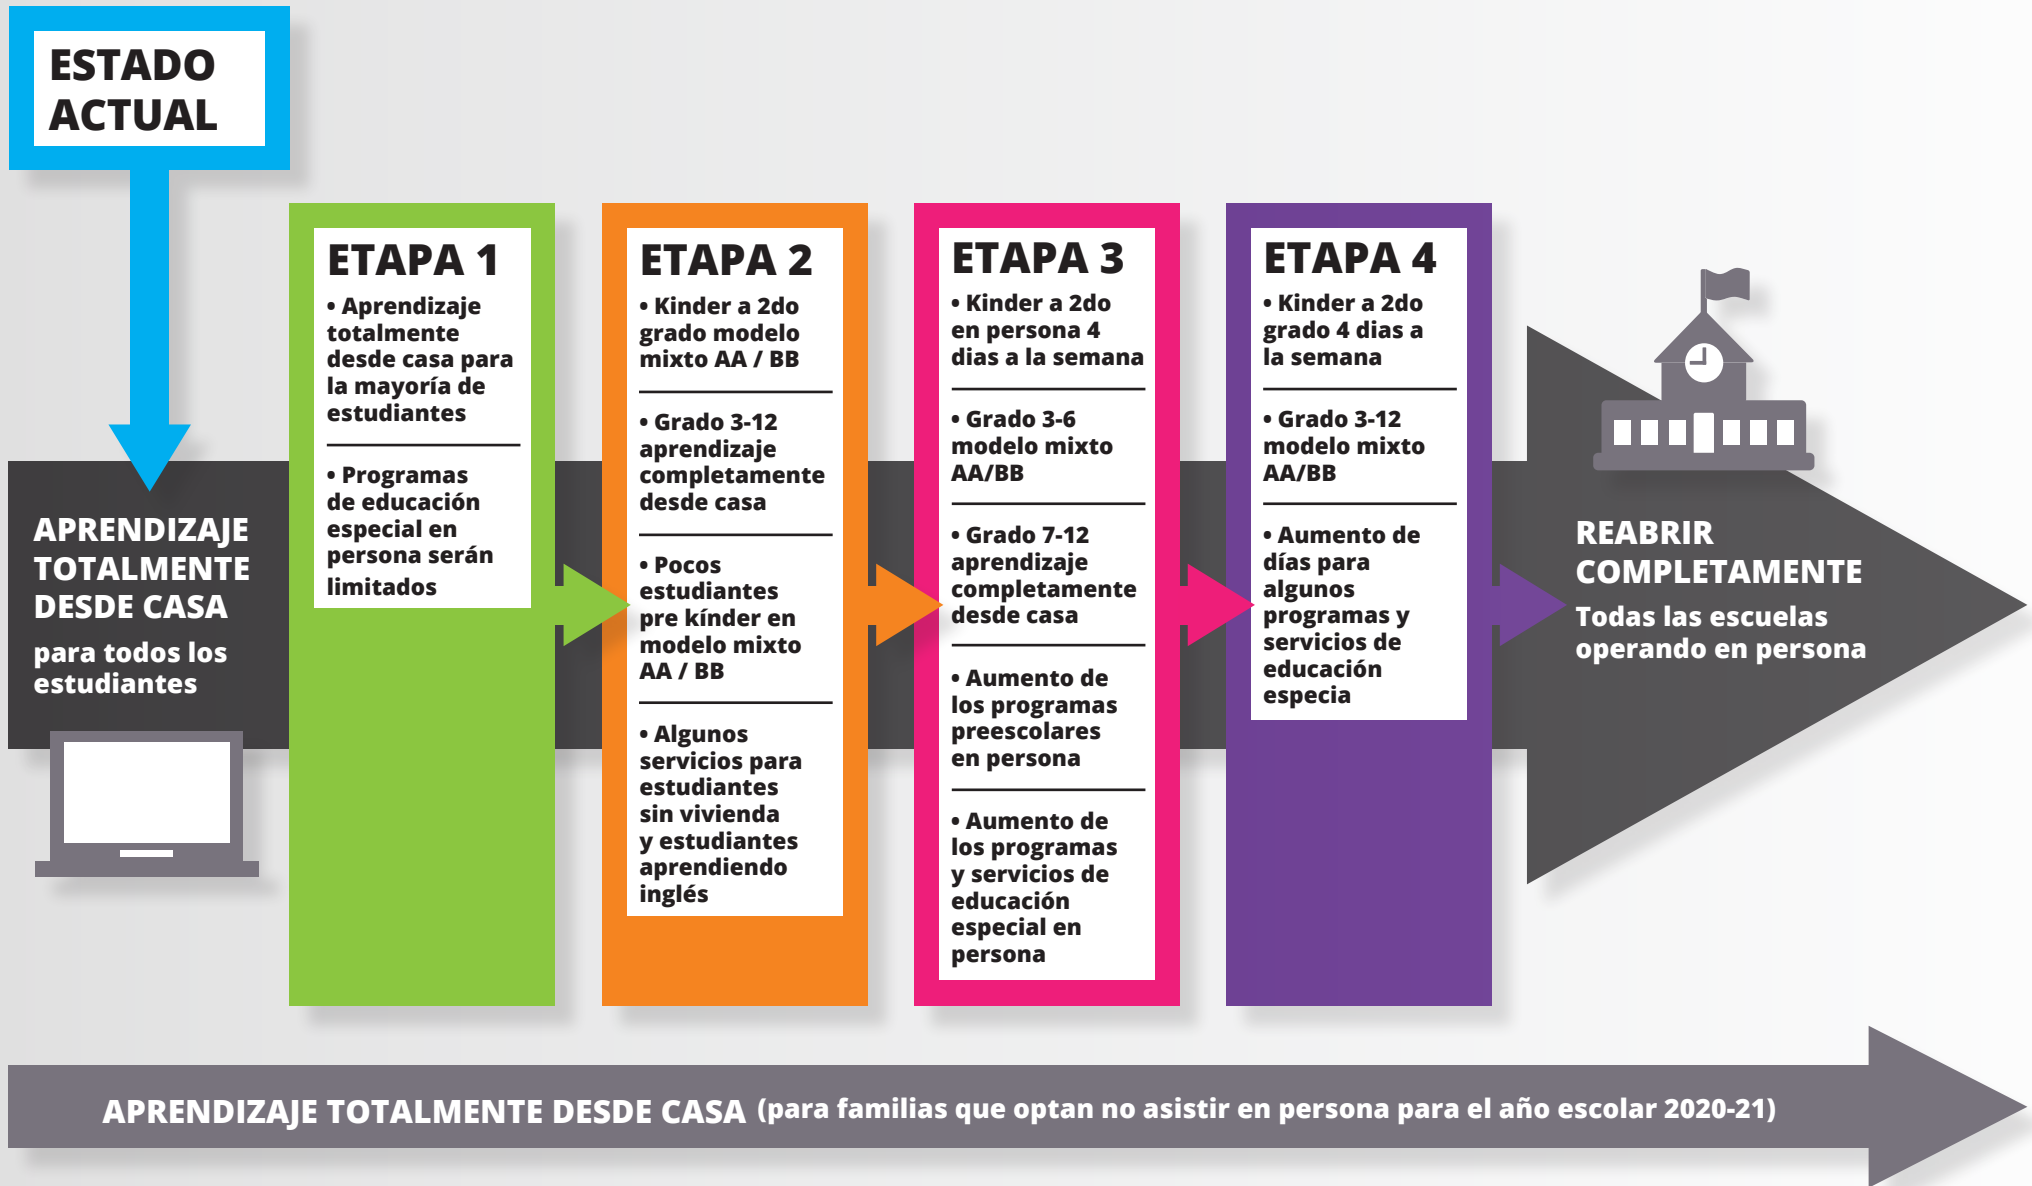 ESTADO
ACTUAL
APRENDIZAJE
TOTALMENTE
DESDE CASA
para todos los
estudiantes
ETAPA 1
• Aprendizaje
totalmente
desde casa para
la mayoría de
estudiantes
• Programas
de educación
especial en
persona serán
limitados
ETAPA 2
• Kinder a 2do
grado modelo
mixto AA / BB
• Grado 3-12
aprendizaje
completamente
desde casa
• Pocos
estudiantes
pre kínder en
modelo mixto
AA / BB
• Algunos
servicios para
estudiantes
sin vivienda
y estudiantes
aprendiendo
inglés
ETAPA 3
• Kinder a 2do
en persona 4
dias a la semana
• Grado 3-6
modelo mixto
AA/BB
• Grado 7-12
aprendizaje
completamente
desde casa
• Aumento de
los programas
preescolares
en persona
• Aumento de
los programas
y servicios de
educación
especial en
persona
ETAPA 4
• Kinder a 2do
grado 4 dias a
la semana
• Grado 3-12
modelo mixto
AA/BB
• Aumento de
días para
algunos
programas y
servicios de
educación
especia
REABRIR
COMPLETAMENTE
Todas las escuelas
operando en persona
APRENDIZAJE TOTALMENTE DESDE CASA (para familias que optan no asistir en persona para el año escolar 2020-21)